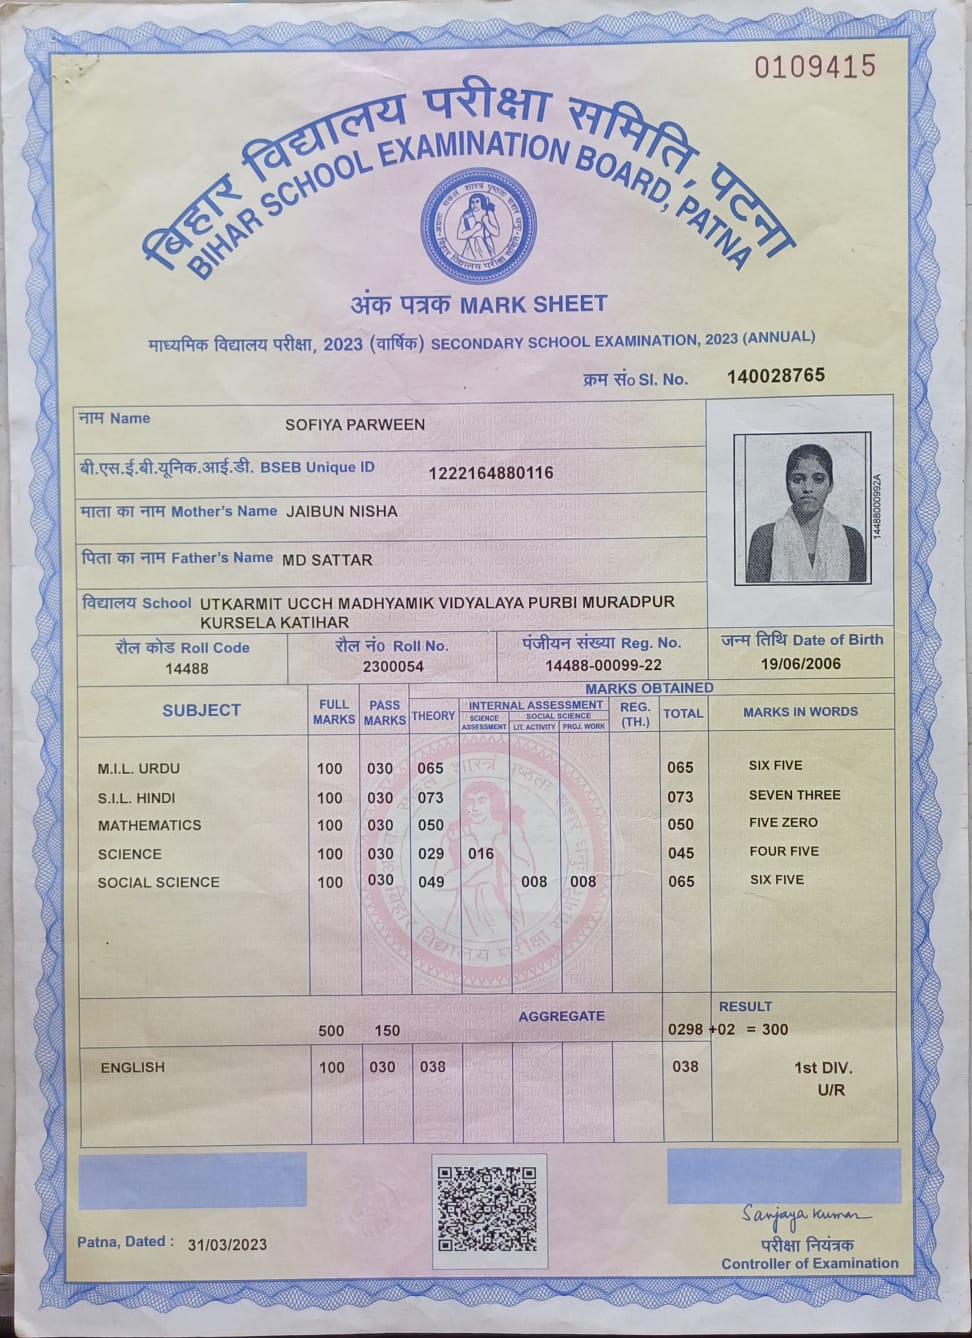 0109415
बिहार विद्यालय परीक्षा समिति, पटना
BIHAR SCHOOL EXAMINATION BOARD, PATNA
अंक पत्रक MARK SHEET
माध्यमिक विद्यालय परीक्षा, 2023 (वार्षिक) SECONDARY SCHOOL EXAMINATION, 2023 (ANNUAL)
क्रम सं० Sl. No. 140028765
नाम Name SOFIYA PARWEEN
बी.एस.ई.बी.यूनिक.आई.डी. BSEB Unique ID 1222164880116
माता का नाम Mother's Name JAIBUN NISHA
पिता का नाम Father's Name MD SATTAR
विद्यालय School UTKARMIT UCCH MADHYAMIK VIDYALAYA PURBI MURADPUR
KURSELA KATIHAR
14488000992A
रौल कोड Roll Code रौल नं० Roll No. पंजीयन संख्या Reg. No. जन्म तिथि Date of Birth
14488 2300054 14488-00099-22 19/06/2006
MARKS OBTAINED
SUBJECT FULL MARKS PASS MARKS THEORY INTERNAL ASSESSMENT REG. (TH.) TOTAL MARKS IN WORDS
SCIENCE ASSESSMENT SOCIAL SCIENCE
LIT. ACTIVITY PROJ. WORK
M.I.L. URDU 100 030 065 065 SIX FIVE
S.I.L. HINDI 100 030 073 073 SEVEN THREE
MATHEMATICS 100 030 050 050 FIVE ZERO
SCIENCE 100 030 029 016 045 FOUR FIVE
SOCIAL SCIENCE 100 030 049 008 008 065 SIX FIVE
बिहार विद्यालय परीक्षा समिति
AGGREGATE RESULT
500 150 0298 +02 = 300
ENGLISH 100 030 038 038 1st DIV.
U/R
Sanjaya Kumar
Patna, Dated : 31/03/2023
परीक्षा नियंत्रक
Controller of Examination